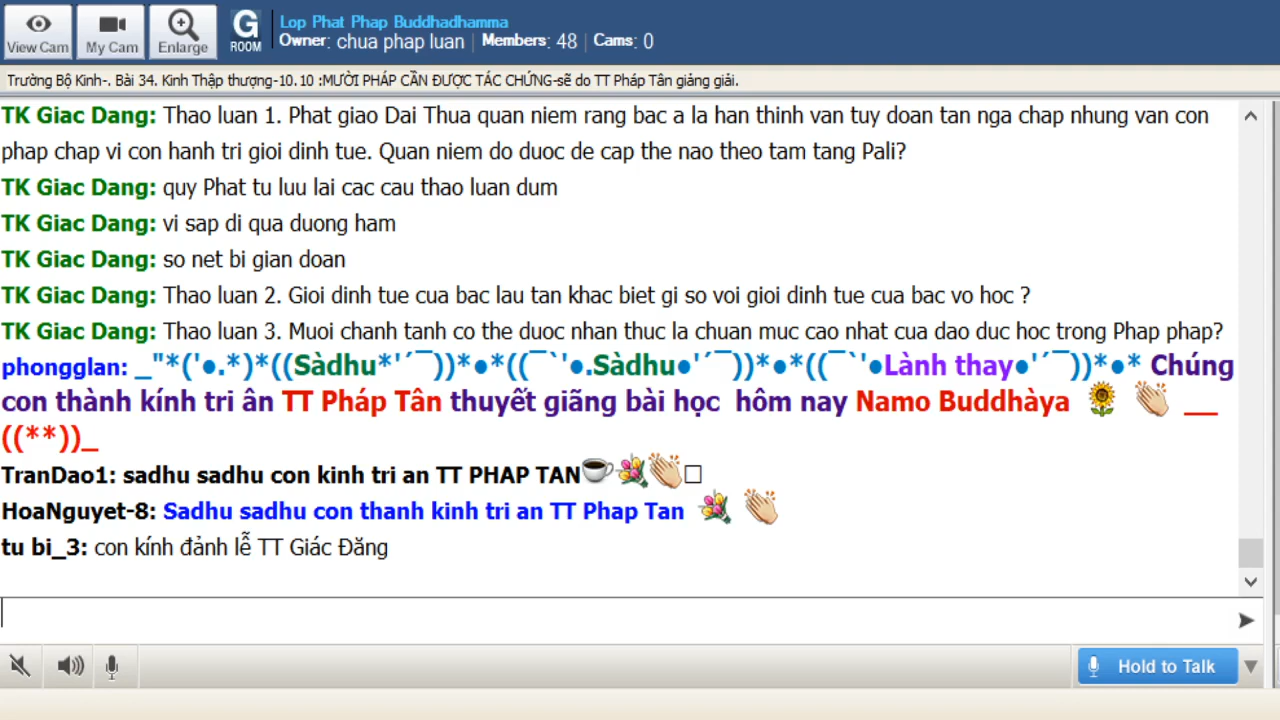 View Cam
My Cam
Enlarge
G
ROOM
Lop Phat Phap Buddhadhamma
Owner: chua phap luan | Members: 48 | Cams: 0
Trường Bộ Kinh-. Bài 34. Kinh Thập thượng-10.10 :MƯỜI PHÁP CẦN ĐƯỢC TÁC CHỨNG-sẽ do TT Pháp Tân giảng giải.
TK Giac Dang: Thao luan 1. Phat giao Dai Thua quan niem rang bac a la han thinh van tuy doan tan nga chap nhung van con
phap chap vi con hanh tri gioi dinh tue. Quan niem do duoc de cap the nao theo tam tang Pali?
TK Giac Dang: quy Phat tu luu lai cac cau thao luan dum
TK Giac Dang: vi sap di qua duong ham
TK Giac Dang: so net bi gian doan
TK Giac Dang: Thao luan 2. Gioi dinh tue cua bac lau tan khac biet gi so voi gioi dinh tue cua bac vo hoc ?
TK Giac Dang: Thao luan 3. Muoi chanh tanh co the duoc nhan thuc la chuan muc cao nhat cua dao duc hoc trong Phap phap?
phongglan: _"*('●.*)*((Sàdhu*'´¯))*●*((¯`'●.Sàdhu●'´¯))*●*((¯`'●Lành thay●'´¯))*●* Chúng
con thành kính tri ân TT Pháp Tân thuyết giãng bài học hôm nay Namo Buddhàya __
((**))_
TranDao1: sadhu sadhu con kinh tri an TT PHAP TAN
HoaNguyet-8: Sadhu sadhu con thanh kinh tri an TT Phap Tan
tu bi_3: con kính đảnh lễ TT Giác Đăng
Hold to Talk